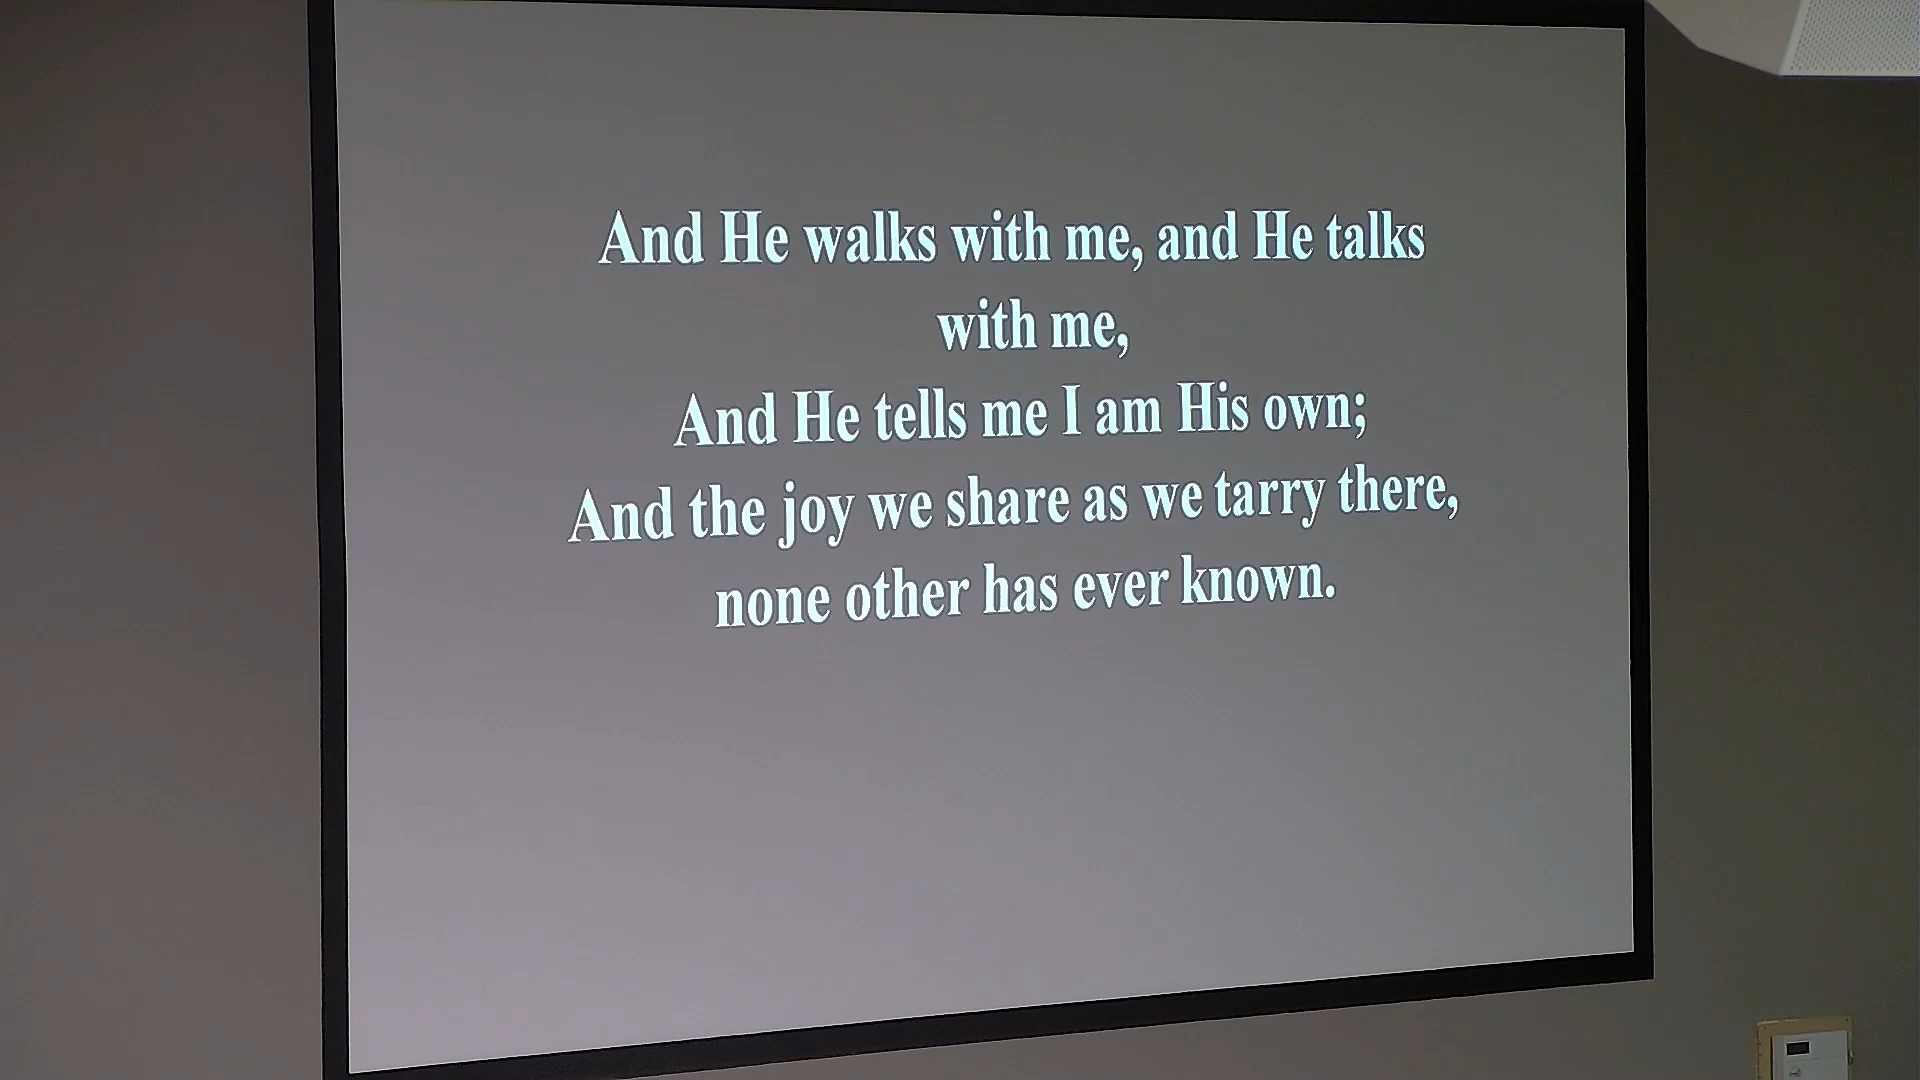 And He walks with me, and He talks
with me,
And He tells me I am His own;
And the joy we share as we tarry there,
none other has ever known.